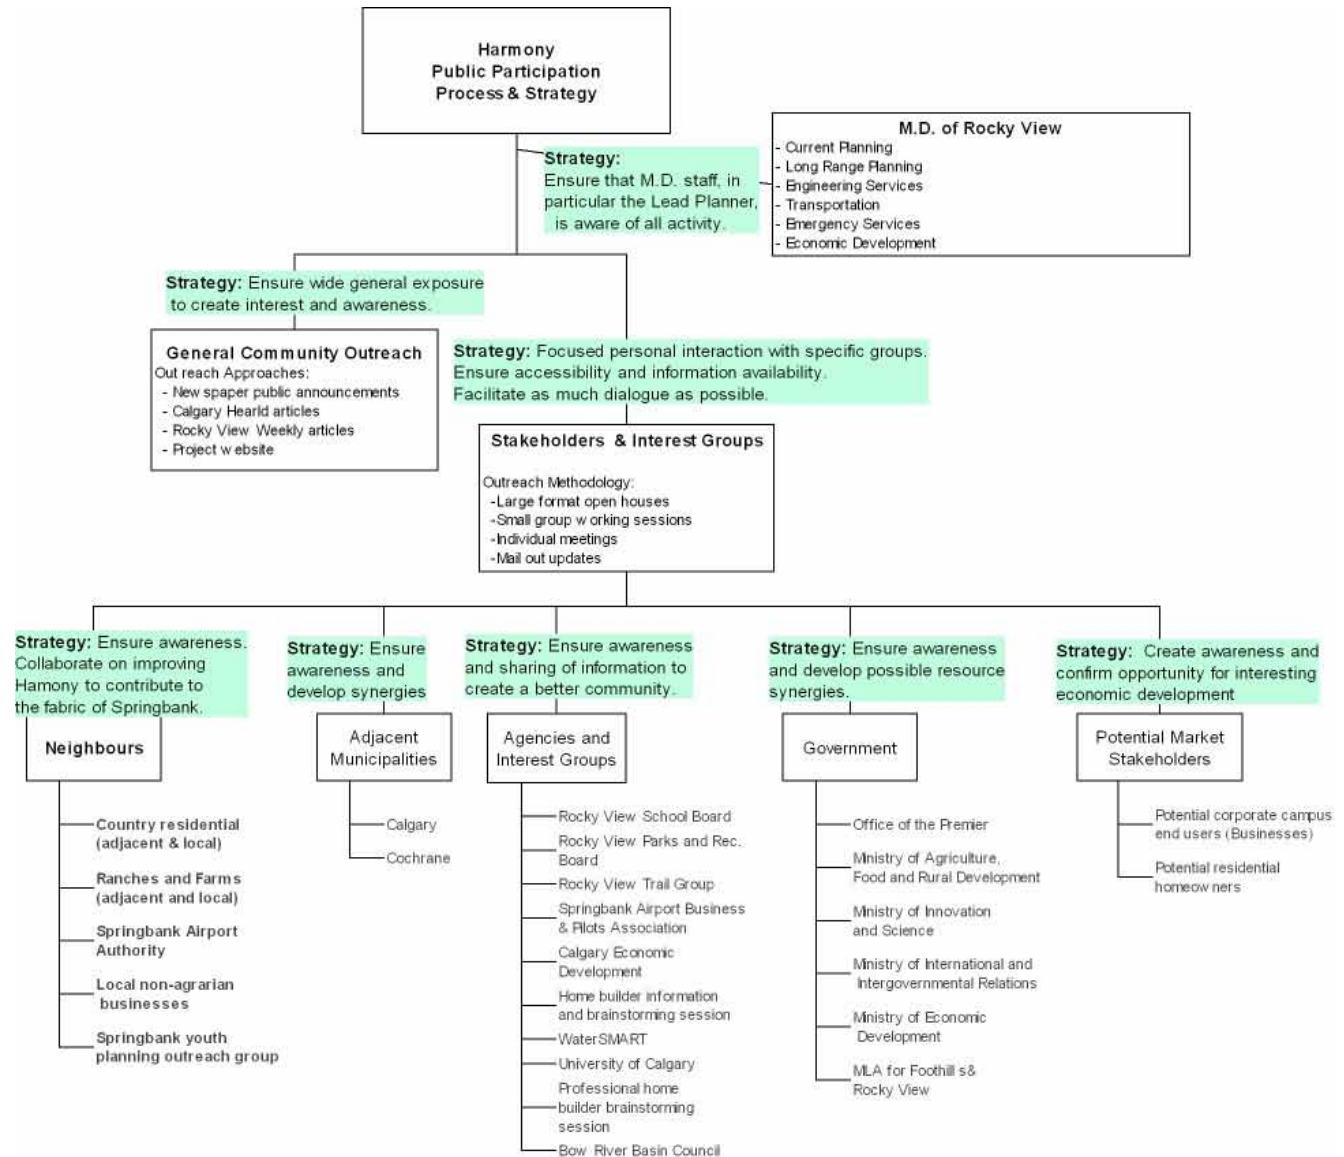 Harmony
Public Participation
Process & Strategy
M.D. of Rocky View
- Current Planning
- Long Range Planning
- Engineering Services
- Transportation
- Emergency Services
- Economic Development
Strategy:
Ensure that M.D. staff, in
particular the Lead Planner,
is aware of all activity.
Strategy: Ensure wide general exposure
to create interest and awareness.
General Community Outreach
Out reach Approaches:
- New spaper public announcements
- Calgary Hearld articles
- Rocky View Weekly articles
- Project w ebsite
Strategy: Focused personal interaction with specific groups.
Ensure accessibility and information availability.
Facilitate as much dialogue as possible.
Stakeholders & Interest Groups
Outreach Methodology:
-Large format open houses
-Small group w orking sessions
-Individual meetings
-Mail out updates
Strategy: Ensure awareness.
Collaborate on improving
Hamony to contribute to
the fabric of Springbank.
Neighbours
Country residential
(adjacent & local)
Ranches and Farms
(adjacent and local)
Springbank Airport
Authority
Local non-agrarian
businesses
Springbank youth
planning outreach group
Strategy: Ensure
awareness and
develop synergies
Adjacent
Municipalities
Calgary
Cochrane
Strategy: Ensure awareness
and sharing of information to
create a better community.
Agencies and
Interest Groups
Rocky View School Board
Rocky View Parks and Rec.
Board
Rocky View Trail Group
Springbank Airport Business
& Pilots Association
Calgary Economic
Development
Home builder information
and brainstorming session
WaterSMART
University of Calgary
Professional home
builder brainstorming
session
Bow River Basin Council
Strategy: Ensure awareness
and develop possible resource
synergies.
Government
Office of the Premier
Ministry of Agriculture,
Food and Rural Development
Ministry of Innovation
and Science
Ministry of International and
Intergovernmental Relations
Ministry of Economic
Development
MLA for Foothill s&
Rocky View
Strategy: Create awareness and
confirm opportunity for interesting
economic development
Potential Market
Stakeholders
Potential corporate campus
end users (Businesses)
Potential residential
homeow ners